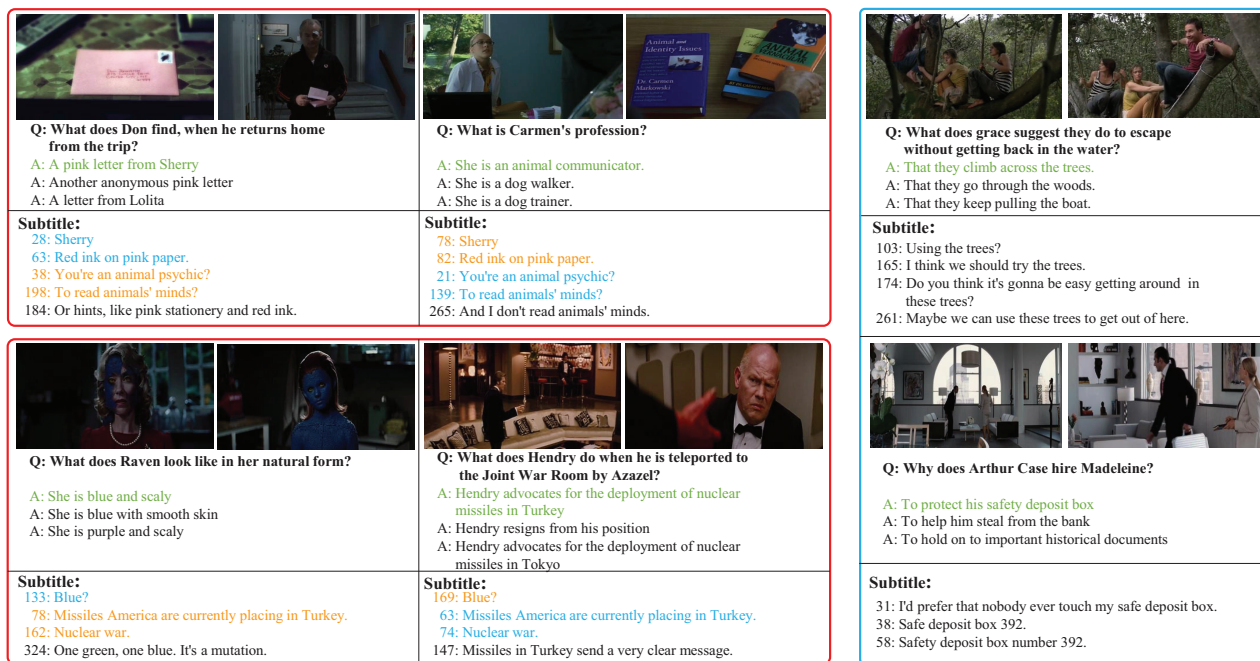 Animal and
Identity Issues
Dr. Carmen
Markowski
ANIMAL
Q: What does Don find, when he returns home
from the trip?
A: A pink letter from Sherry
A: Another anonymous pink letter
A: A letter from Lolita
Subtitle:
28: Sherry
63: Red ink on pink paper.
38: You're an animal psychic?
198: To read animals' minds?
184: Or hints, like pink stationery and red ink.
Q: What is Carmen's profession?
A: She is an animal communicator.
A: She is a dog walker.
A: She is a dog trainer.
Subtitle:
78: Sherry
82: Red ink on pink paper.
21: You're an animal psychic?
139: To read animals' minds?
265: And I don't read animals' minds.
Q: What does Raven look like in her natural form?
A: She is blue and scaly
A: She is blue with smooth skin
A: She is purple and scaly
Subtitle:
133: Blue?
78: Missiles America are currently placing in Turkey.
162: Nuclear war.
324: One green, one blue. It's a mutation.
Q: What does Hendry do when he is teleported to
the Joint War Room by Azazel?
A: Hendry advocates for the deployment of nuclear
missiles in Turkey
A: Hendry resigns from his position
A: Hendry advocates for the deployment of nuclear
missiles in Tokyo
Subtitle:
169: Blue?
63: Missiles America are currently placing in Turkey.
74: Nuclear war.
147: Missiles in Turkey send a very clear message.
Q: What does grace suggest they do to escape
without getting back in the water?
A: That they climb across the trees.
A: That they go through the woods.
A: That they keep pulling the boat.
Subtitle:
103: Using the trees?
165: I think we should try the trees.
174: Do you think it's gonna be easy getting around in
these trees?
261: Maybe we can use these trees to get out of here.
Q: Why does Arthur Case hire Madeleine?
A: To protect his safety deposit box
A: To help him steal from the bank
A: To hold on to important historical documents
Subtitle:
31: I'd prefer that nobody ever touch my safe deposit box.
38: Safe deposit box 392.
58: Safety deposit box number 392.